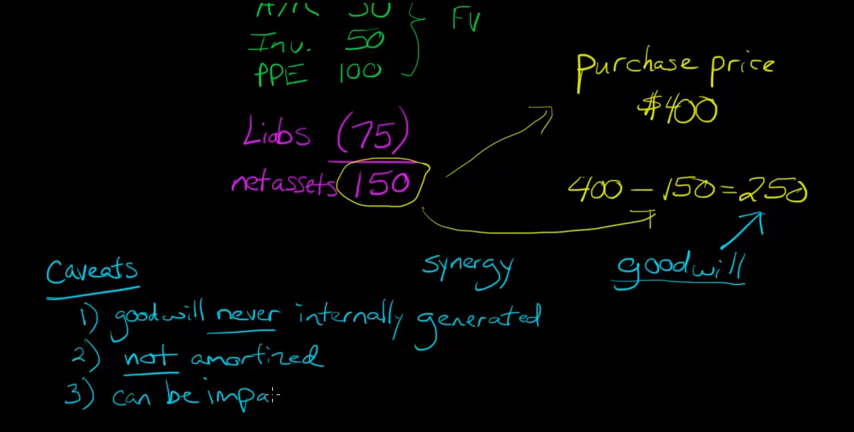 A/R 50
Inv. 50
PPE 100
FV
Purchase price
$400
Liabs (75)
net assets 150
400 – 150 = 250
Caveats
synergy
goodwill
1) goodwill never internally generated
2) not amortized
3) can be impa